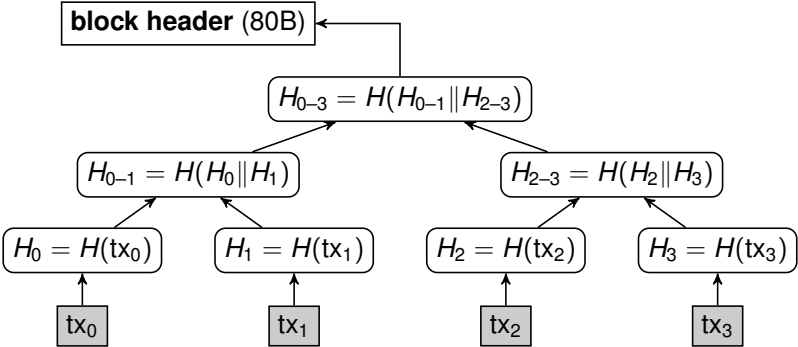 block header (80B)
H₀₋₃ = H(H₀₋₁‖H₂₋₃)
H₀₋₁ = H(H₀‖H₁)
H₂₋₃ = H(H₂‖H₃)
H₀ = H(tx₀)
H₁ = H(tx₁)
H₂ = H(tx₂)
H₃ = H(tx₃)
tx₀
tx₁
tx₂
tx₃